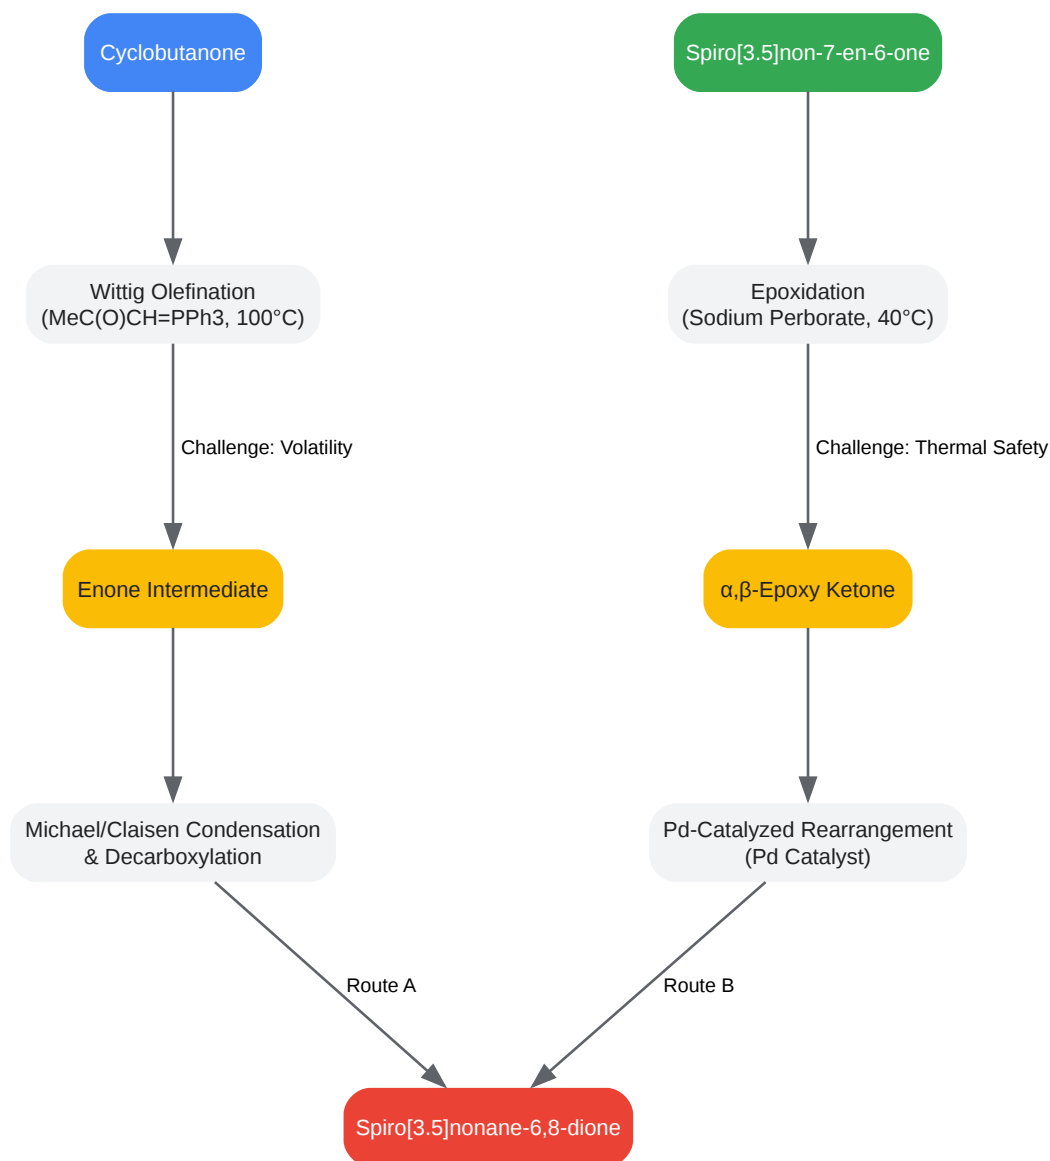 Cyclobutanone
Spiro[3.5]non-7-en-6-one
Wittig Olefination
(MeC(O)CH=PPh3, 100°C)
Epoxidation
(Sodium Perborate, 40°C)
Challenge: Volatility
Challenge: Thermal Safety
Enone Intermediate
α,β-Epoxy Ketone
Michael/Claisen Condensation
& Decarboxylation
Pd-Catalyzed Rearrangement
(Pd Catalyst)
Route A
Route B
Spiro[3.5]nonane-6,8-dione